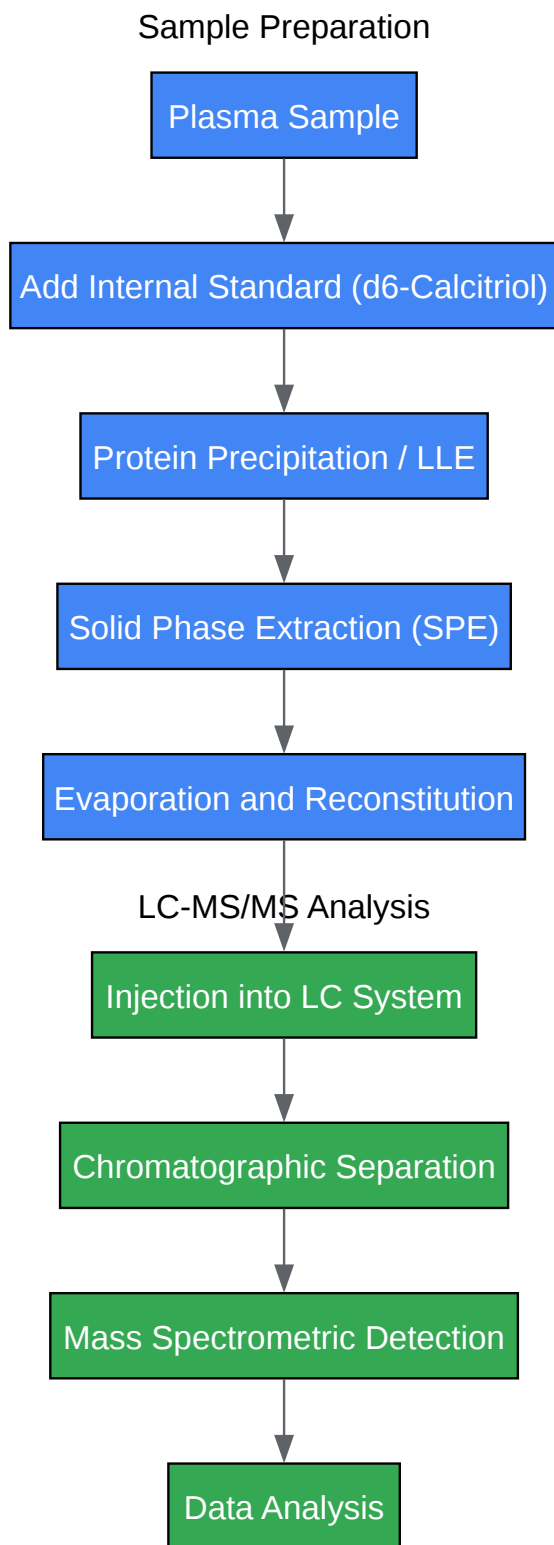 Sample Preparation
Plasma Sample
Add Internal Standard (d6-Calcitriol)
Protein Precipitation / LLE
Solid Phase Extraction (SPE)
Evaporation and Reconstitution
LC-MS/MS Analysis
Injection into LC System
Chromatographic Separation
Mass Spectrometric Detection
Data Analysis